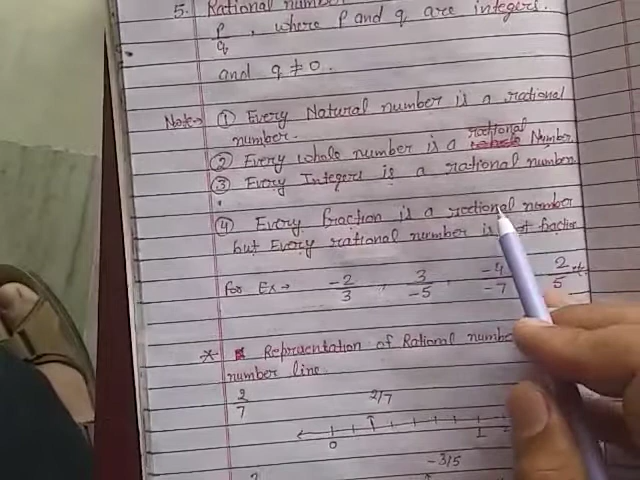 5. Rational number
p/q , where p and q are integers.
and q ≠ 0.
Note→ ① Every Natural number is a rational
number.
② Every whole number is a rational Number
③ Every Integers is a rational number
④ Every fraction is a rational number
but Every rational number is fraction
for Ex→ -2/3 , 3/-5 , -4/-7 2/5
* Representation of Rational number
number line
2/7 2/7
0 1
-3/5
2